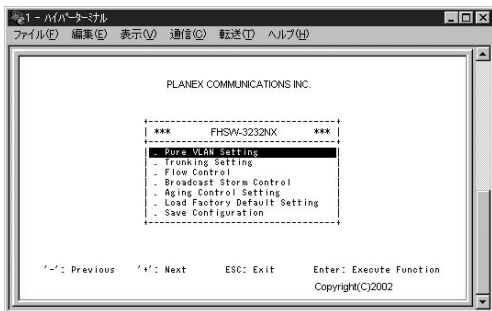 1 - ハイパーターミナル
ファイル(F) 編集(E) 表示(V) 通信(C) 転送(T) ヘルプ(H)
PLANEX COMMUNICATIONS INC.
*** FHSW-3232NX ***
. Pure VLAN Setting
. Trunking Setting
. Flow Control
. Broadcast Storm Control
. Aging Control Setting
. Load Factory Default Setting
. Save Configuration
'-': Previous '+': Next ESC: Exit Enter: Execute Function
Copyright(C)2002